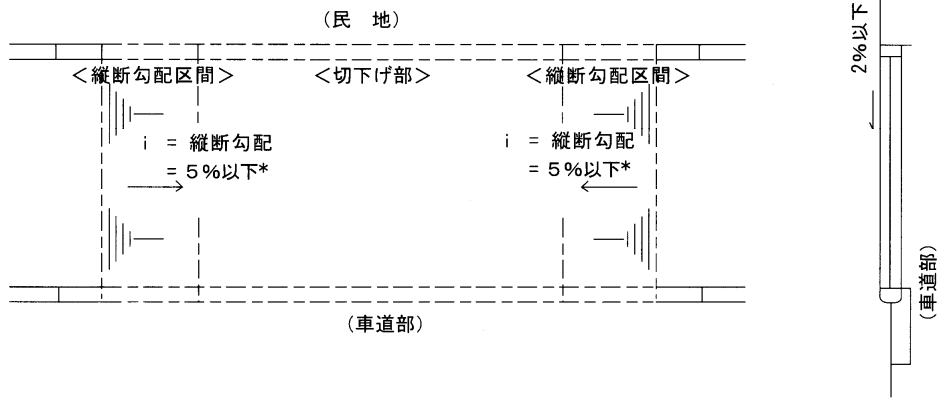 (民　地)
＜縦断勾配区間＞ ＜切下げ部＞ ＜縦断勾配区間＞
i = 縦断勾配
= 5%以下*
i = 縦断勾配
= 5%以下*
(車道部)
2%以下
(車道部)